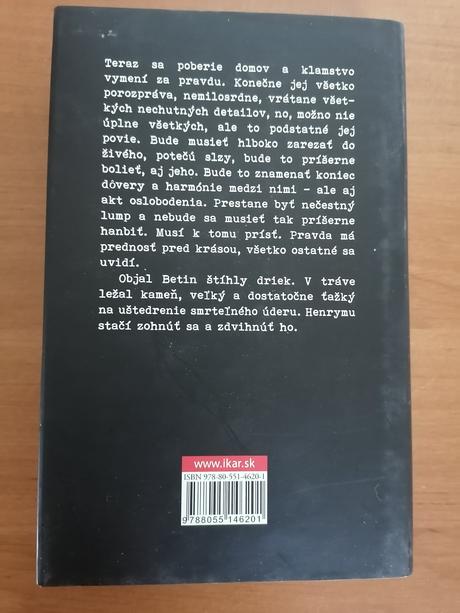 Teraz sa poberie domov a klamstvo
vymení za pravdu. Konečne jej všetko
porozpráva, nemilosrdne, vrátane všet-
kých nechutných detailov, no, možno nie
úplne všetkých, ale to podstatné jej
povie. Bude musieť hlboko zarezať do
živého, potečú slzy, bude to príšerne
bolieť, aj jeho. Bude to znamenať koniec
dôvery a harmónie medzi nimi – ale aj
akt oslobodenia. Prestane byť nečestný
lump a nebude sa musieť tak príšerne
hanbiť. Musí k tomu prísť. Pravda má
prednosť pred krásou, všetko ostatné sa
uvidí.
Objal Betin štíhly driek. V tráve
ležal kameň, veľký a dostatočne ťažký
na uštedrenie smrteľného úderu. Henrymu
stačí zohnúť sa a zdvihnúť ho.
www.ikar.sk
ISBN 978-80-551-4620-1
9788055146201